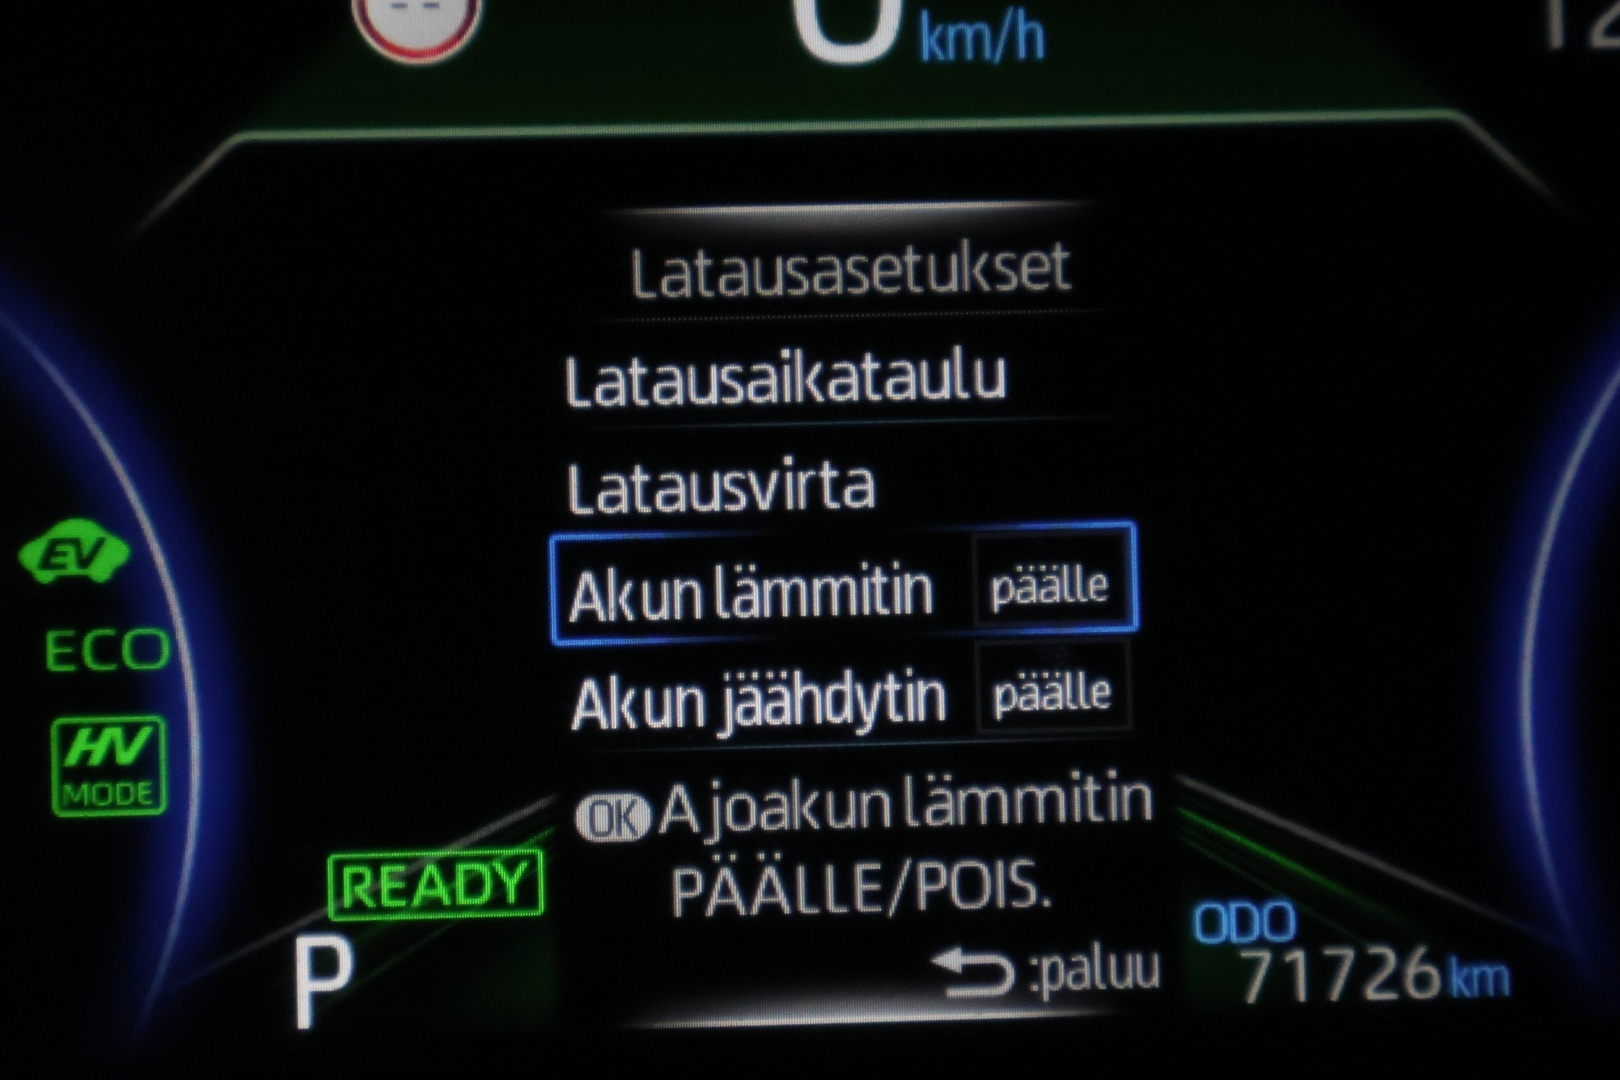 0 km/h
Latausasetukset
Latausaikataulu
Latausvirta
Akun lämmitin päälle
Akun jäähdytin päälle
OK Ajoakun lämmitin
PÄÄLLE/POIS.
:paluu
EV
ECO
HV
MODE
READY
P
ODO
71726 km